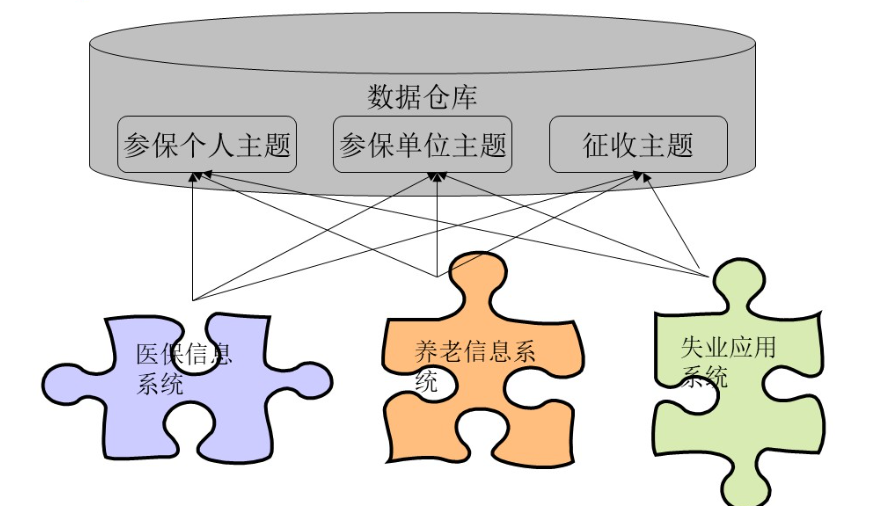 数据仓库
参保个人主题 参保单位主题 征收主题
医保信息
系统
养老信息系
统
失业应用
系统